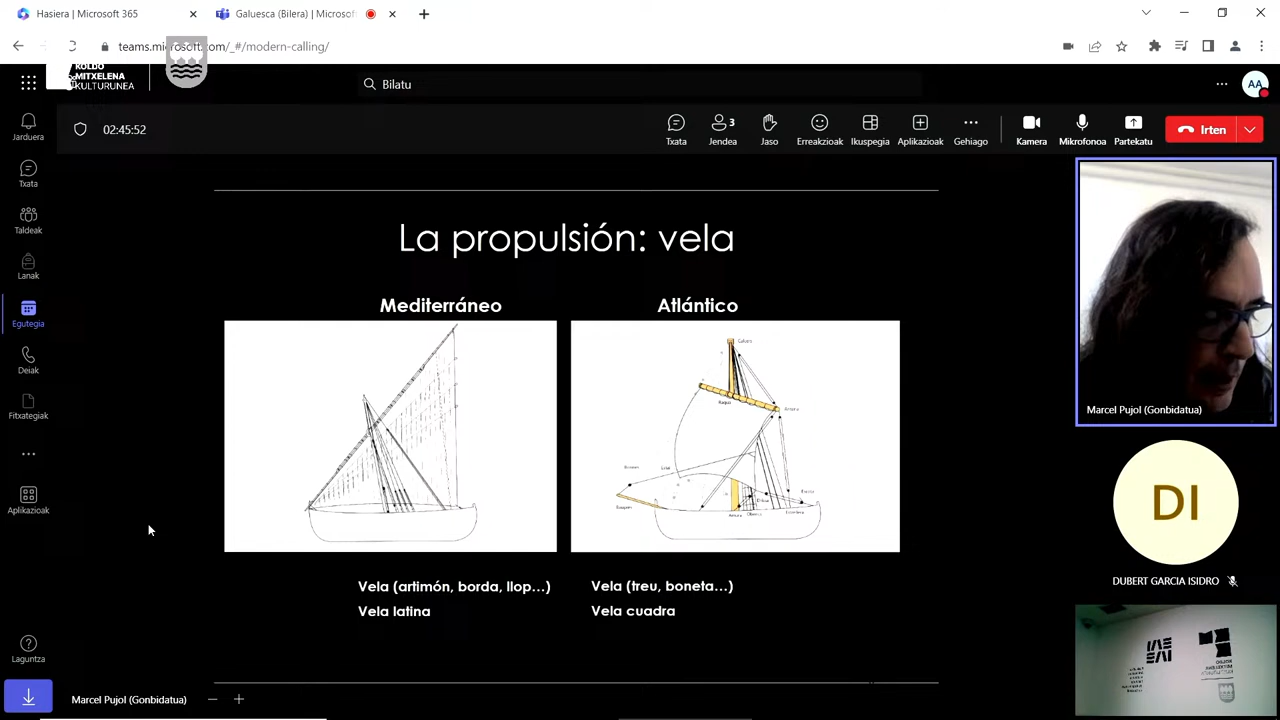 Hasiera | Microsoft 365
Galuesca (Bilera) | Microsoft
teams.microsoft.com/_#/modern-calling/
KOLDO
MITXELENA
KULTURUNEA
Bilatu
AA
02:45:52
Txata
Jendea
3
Jaso
Erreakzioak
Ikuspegia
Aplikazioak
Gehiago
Kamera
Mikrofonoa
Partekatu
Irten
Jarduera
Txata
Taldeak
Lanak
Egutegia
Deiak
Fitxategiak
Aplikazioak
Laguntza
La propulsión: vela
Mediterráneo
Atlántico
Vela (artimón, borda, llop…)
Vela latina
Vela (treu, boneta…)
Vela cuadra
Marcel Pujol (Gonbidatua)
DI
DUBERT GARCIA ISIDRO
Marcel Pujol (Gonbidatua)